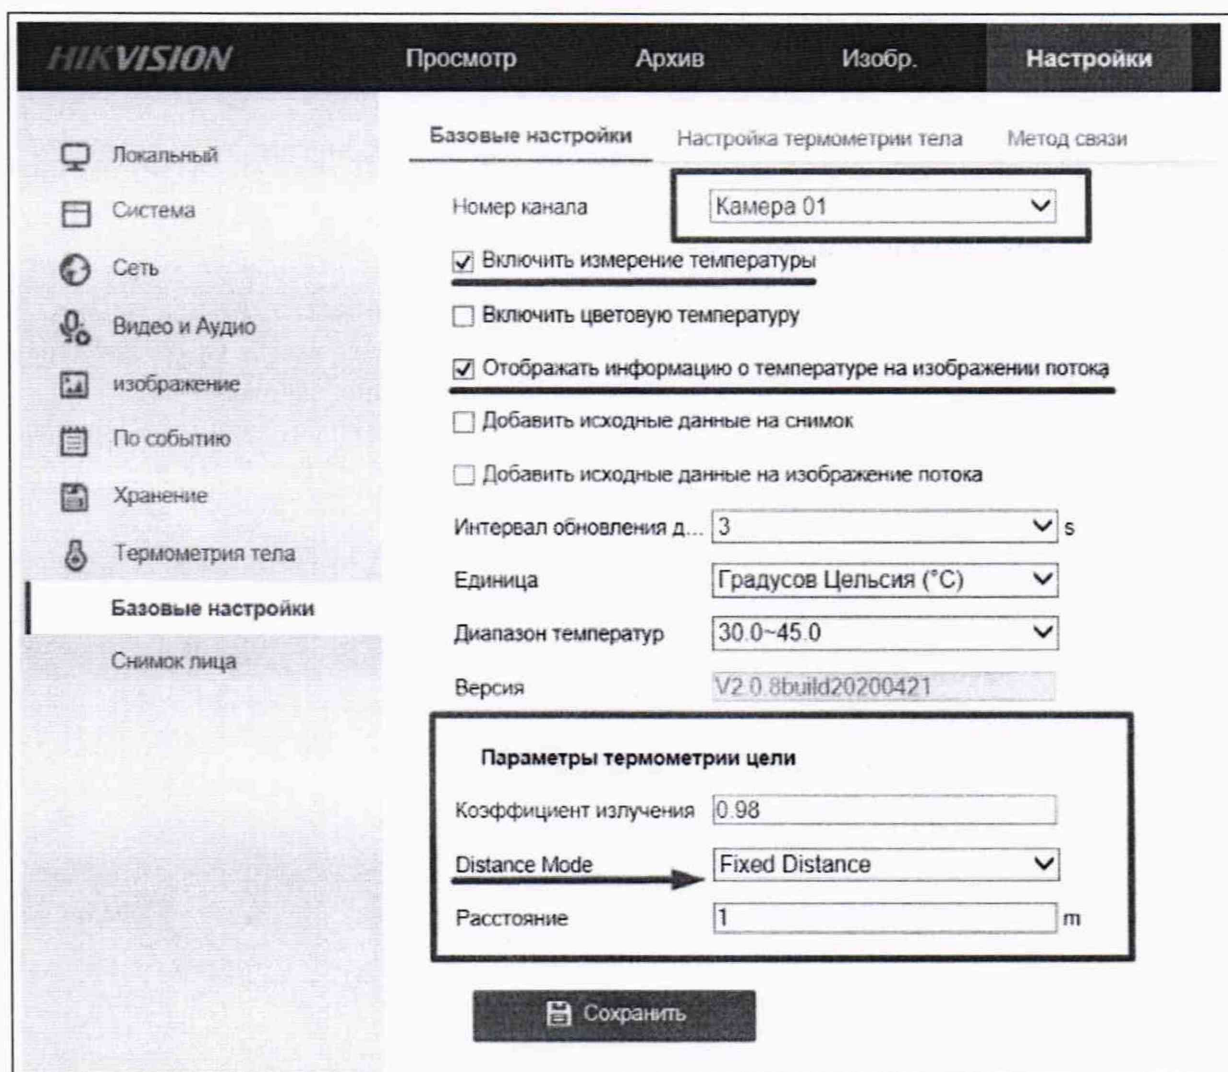 HIKVISION Просмотр Архив Изобр. Настройки
Базовые настройки Настройка термометрии тела Метод связи
Локальный
Система
Сеть
Видео и Аудио
изображение
По событию
Хранение
Термометрия тела
Базовые настройки
Снимок лица
Номер канала Камера 01
Включить измерение температуры
Включить цветовую температуру
Отображать информацию о температуре на изображении потока
Добавить исходные данные на снимок
Добавить исходные данные на изображение потока
Интервал обновления д... 3 s
Единица Градусов Цельсия (°C)
Диапазон температур 30.0~45.0
Версия V2.0.8build20200421
Параметры термометрии цели
Коэффициент излучения 0.98
Distance Mode Fixed Distance
Расстояние 1 m
Сохранить